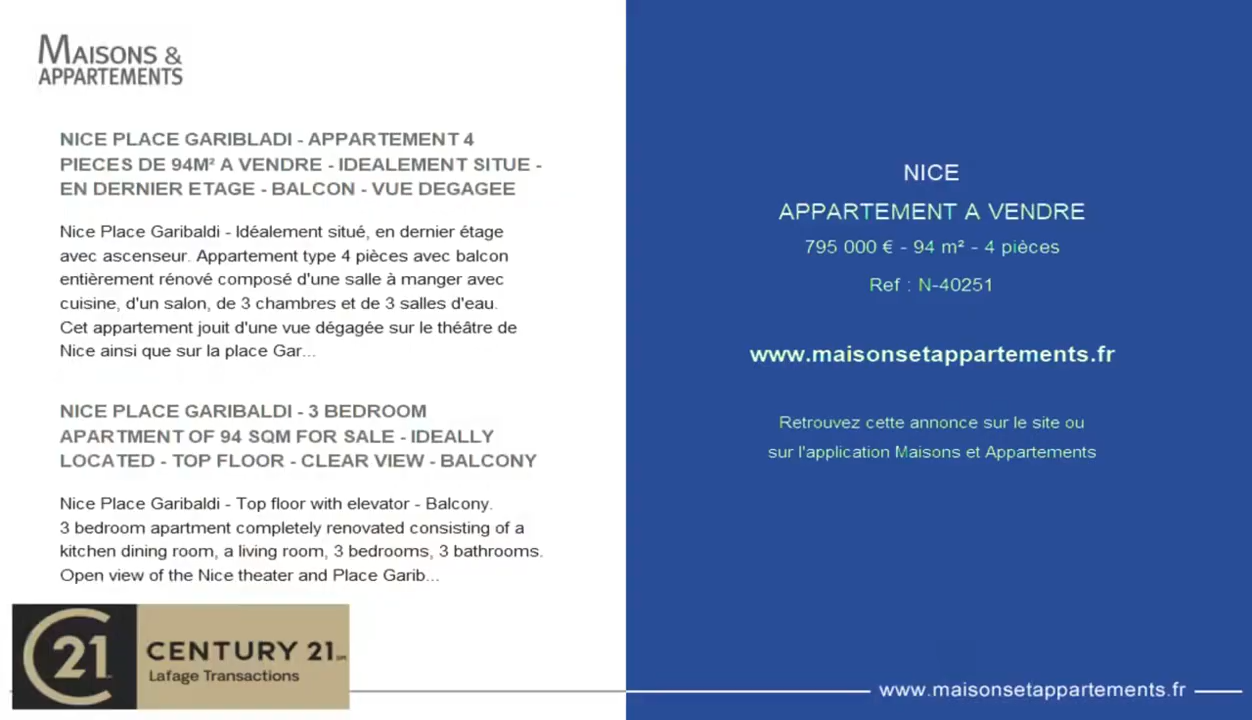 MAISONS &
APPARTEMENTS
NICE PLACE GARIBLADI - APPARTEMENT 4
PIECES DE 94M² A VENDRE - IDEALEMENT SITUE -
EN DERNIER ETAGE - BALCON - VUE DEGAGEE
Nice Place Garibaldi - Idéalement situé, en dernier étage
avec ascenseur. Appartement type 4 pièces avec balcon
entièrement rénové composé d'une salle à manger avec
cuisine, d'un salon, de 3 chambres et de 3 salles d'eau.
Cet appartement jouit d'une vue dégagée sur le théâtre de
Nice ainsi que sur la place Gar...
NICE PLACE GARIBALDI - 3 BEDROOM
APARTMENT OF 94 SQM FOR SALE - IDEALLY
LOCATED - TOP FLOOR - CLEAR VIEW - BALCONY
Nice Place Garibaldi - Top floor with elevator - Balcony.
3 bedroom apartment completely renovated consisting of a
kitchen dining room, a living room, 3 bedrooms, 3 bathrooms.
Open view of the Nice theater and Place Garib...
C21
CENTURY 21
Lafage Transactions
NICE
APPARTEMENT A VENDRE
795 000 € - 94 m² - 4 pièces
Ref : N-40251
www.maisonsetappartements.fr
Retrouvez cette annonce sur le site ou
sur l'application Maisons et Appartements
www.maisonsetappartements.fr